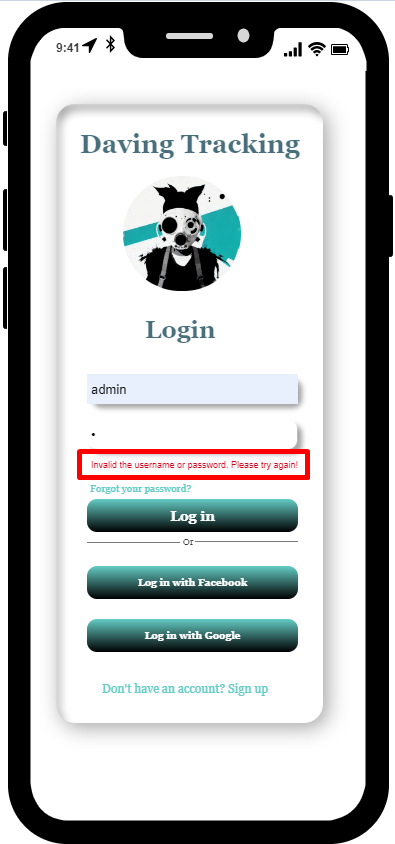 9:41
Daving Tracking
Login
admin
•
Invalid the username or password. Please try again!
Forgot your password?
Log in
Or
Log in with Facebook
Log in with Google
Don't have an account? Sign up